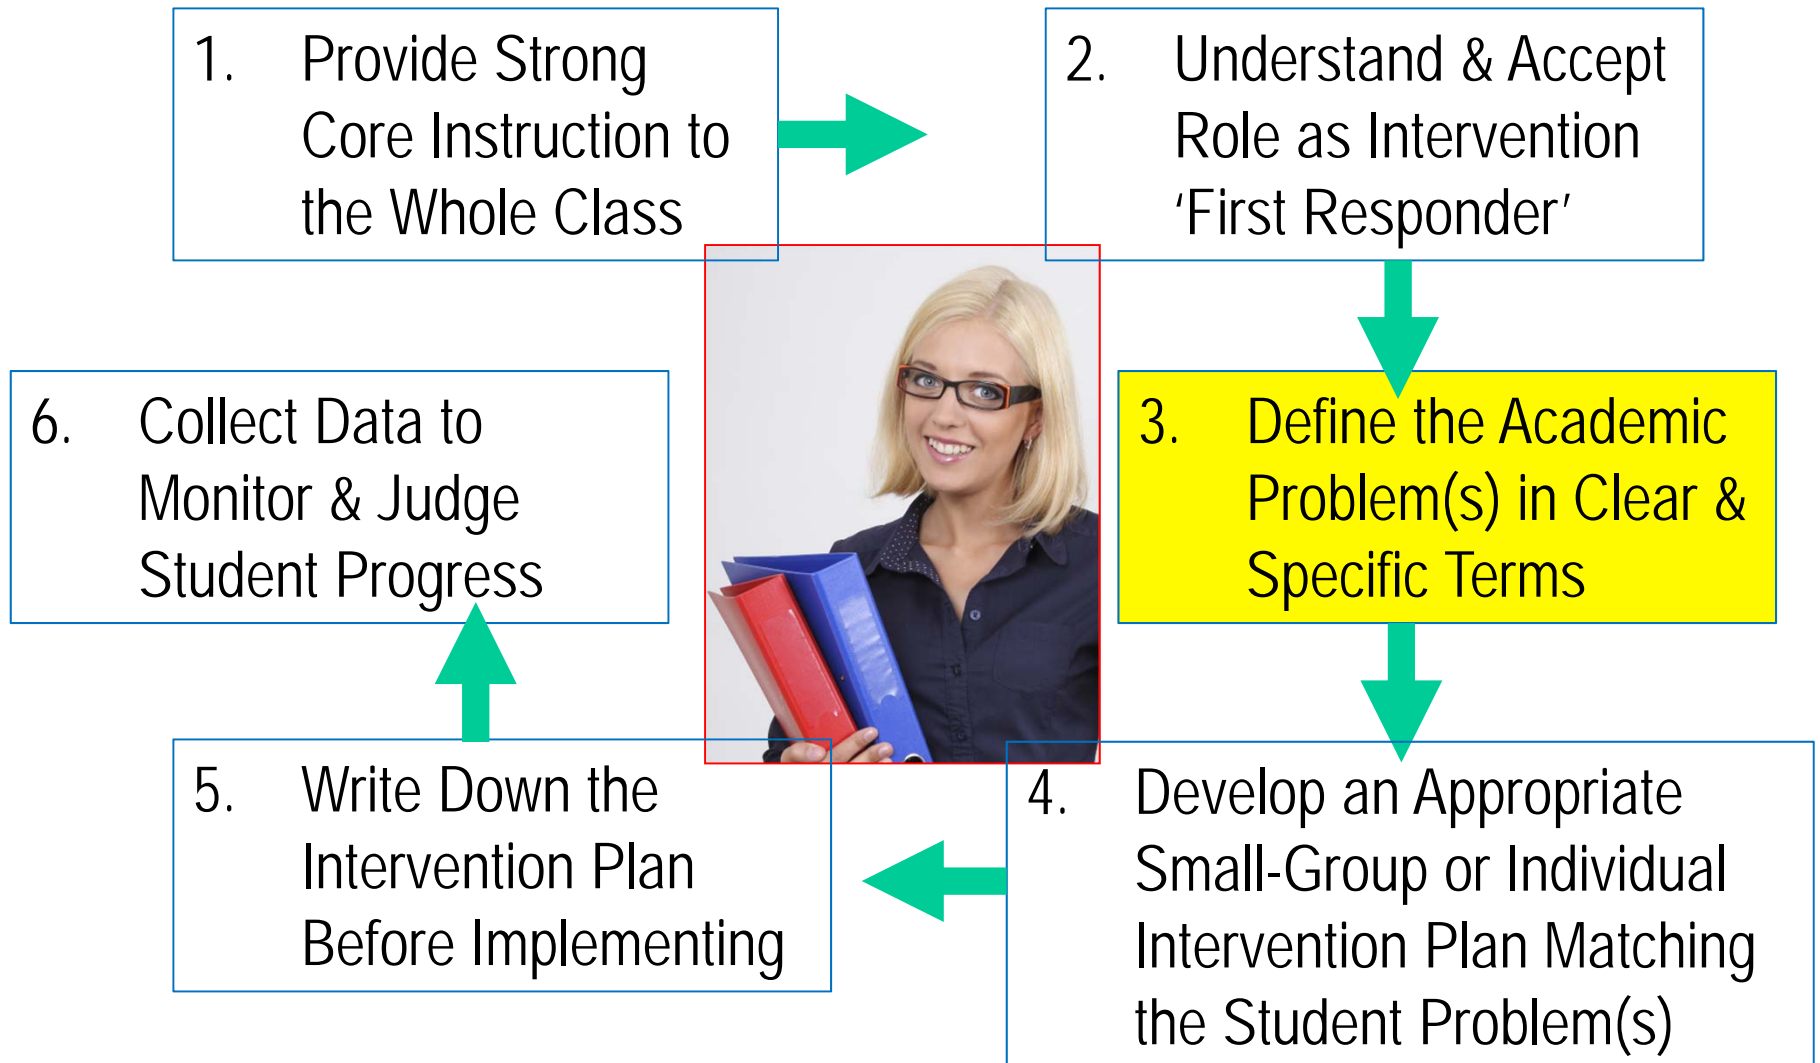 1. Provide Strong
Core Instruction to
the Whole Class
2. Understand & Accept
Role as Intervention
‘First Responder’
3. Define the Academic
Problem(s) in Clear &
Specific Terms
4. Develop an Appropriate
Small-Group or Individual
Intervention Plan Matching
the Student Problem(s)
5. Write Down the
Intervention Plan
Before Implementing
6. Collect Data to
Monitor & Judge
Student Progress